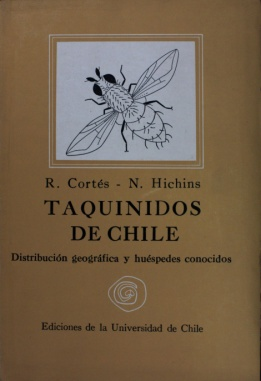 R. Cortés - N. Hichins
TAQUINIDOS
DE CHILE
Distribución geográfica y huéspedes conocidos
Ediciones de la Universidad de Chile